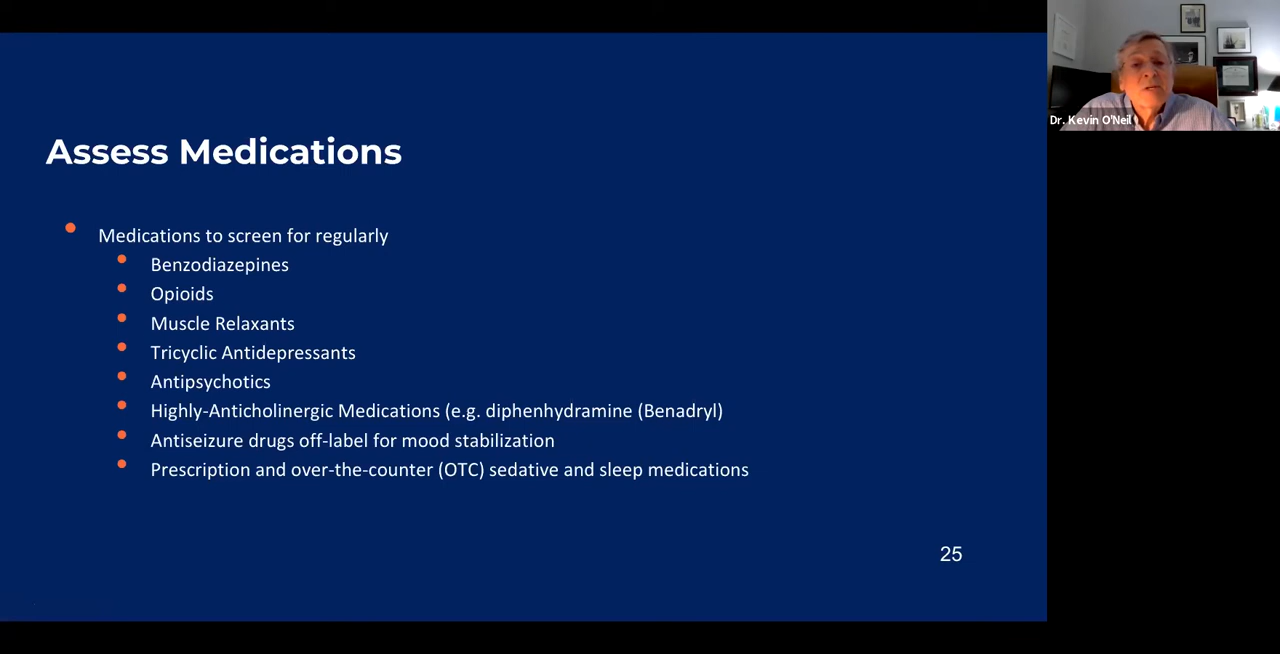 Dr. Kevin O'Neil
Assess Medications
Medications to screen for regularly
Benzodiazepines
Opioids
Muscle Relaxants
Tricyclic Antidepressants
Antipsychotics
Highly-Anticholinergic Medications (e.g. diphenhydramine (Benadryl)
Antiseizure drugs off-label for mood stabilization
Prescription and over-the-counter (OTC) sedative and sleep medications
25